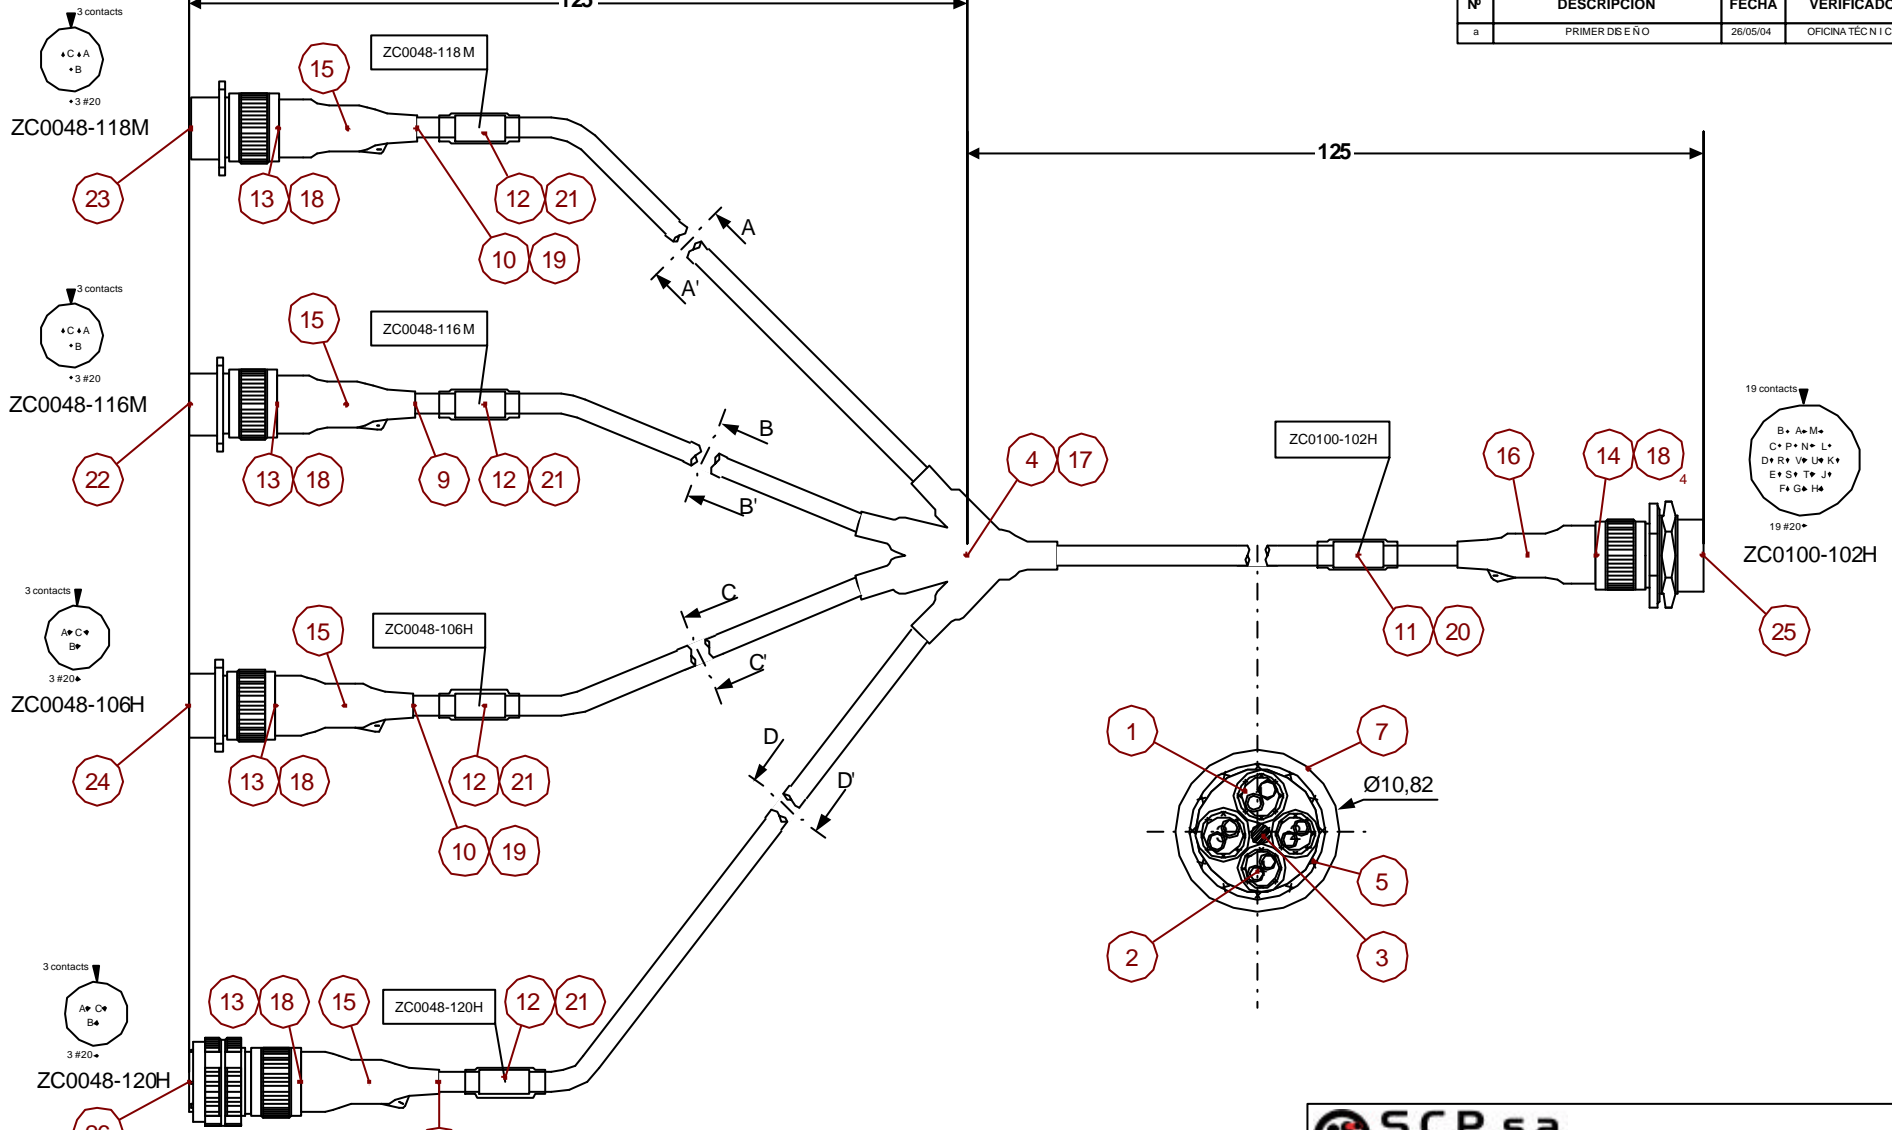 125
Nº DESCRIPCION FECHA VERIFICADO
a PRIMER DISEÑO 26/05/04 OFICINA TÉCNIC
3 contacts
C A
B
3 #20
ZC0048-118M
15
ZC0048-118M
23
13 18
12 21
10 19
A
A'
125
3 contacts
C A
B
3 #20
ZC0048-116M
15
ZC0048-116M
22
13 18
9
12 21
B
B'
4 17
ZC0100-102H
16
14 18
4
19 contacts
B A M
C P N L
D R V U K
E S T J
F G H
19 #20
ZC0100-102H
11 20
25
3 contacts
A C
B
3 #20
ZC0048-106H
15
ZC0048-106H
24
13 18
12 21
10 19
C
C'
D
D'
1
7
Ø10,82
5
2
3
3 contacts
A C
B
3 #20
ZC0048-120H
13 18
15
ZC0048-120H
12 21
SCP s.a.